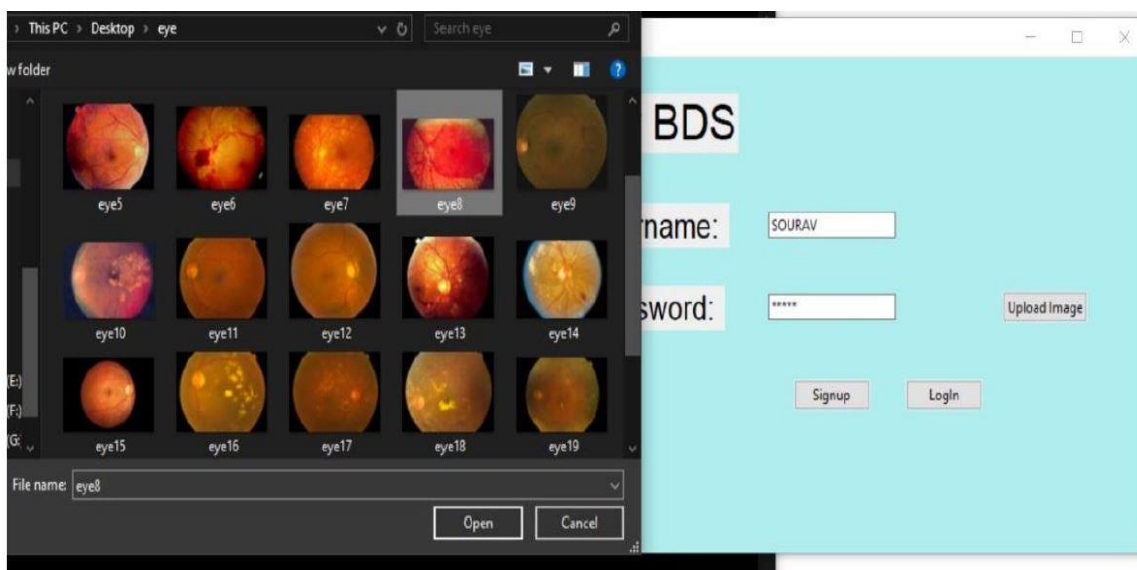 This PC > Desktop > eye
Search eye
w folder
eye5 eye6 eye7 eye8 eye9
eye10 eye11 eye12 eye13 eye14
eye15 eye16 eye17 eye18 eye19
(E:)
(F:)
(G:
File name: eye8
Open Cancel
BDS
rname: SOURAV
sword: *****
Upload Image
Signup LogIn